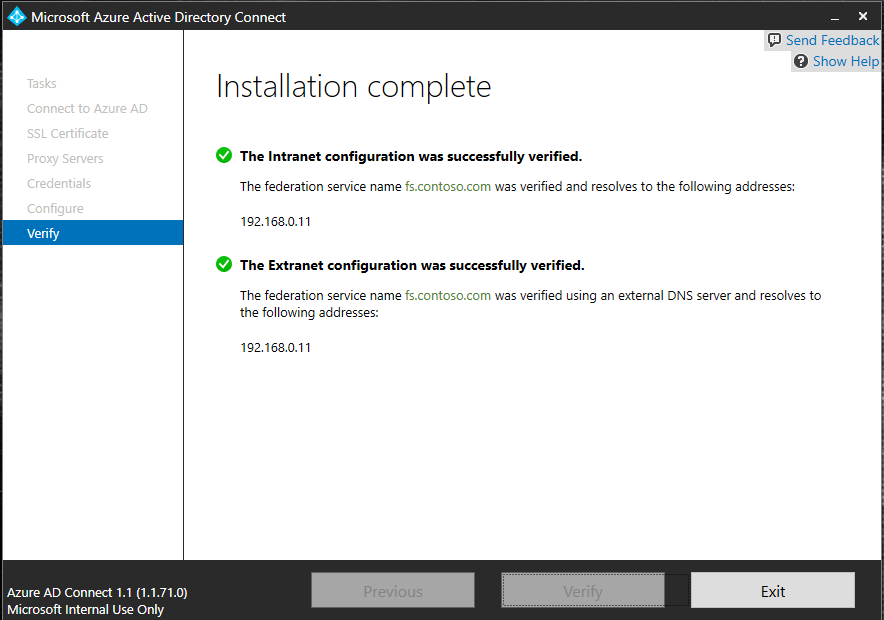 Microsoft Azure Active Directory Connect
Send Feedback
Show Help
Tasks
Connect to Azure AD
SSL Certificate
Proxy Servers
Credentials
Configure
Verify
Installation complete
The Intranet configuration was successfully verified.
The federation service name fs.contoso.com was verified and resolves to the following addresses:
192.168.0.11
The Extranet configuration was successfully verified.
The federation service name fs.contoso.com was verified using an external DNS server and resolves to
the following addresses:
192.168.0.11
Azure AD Connect 1.1 (1.1.71.0)
Microsoft Internal Use Only
Previous
Verify
Exit